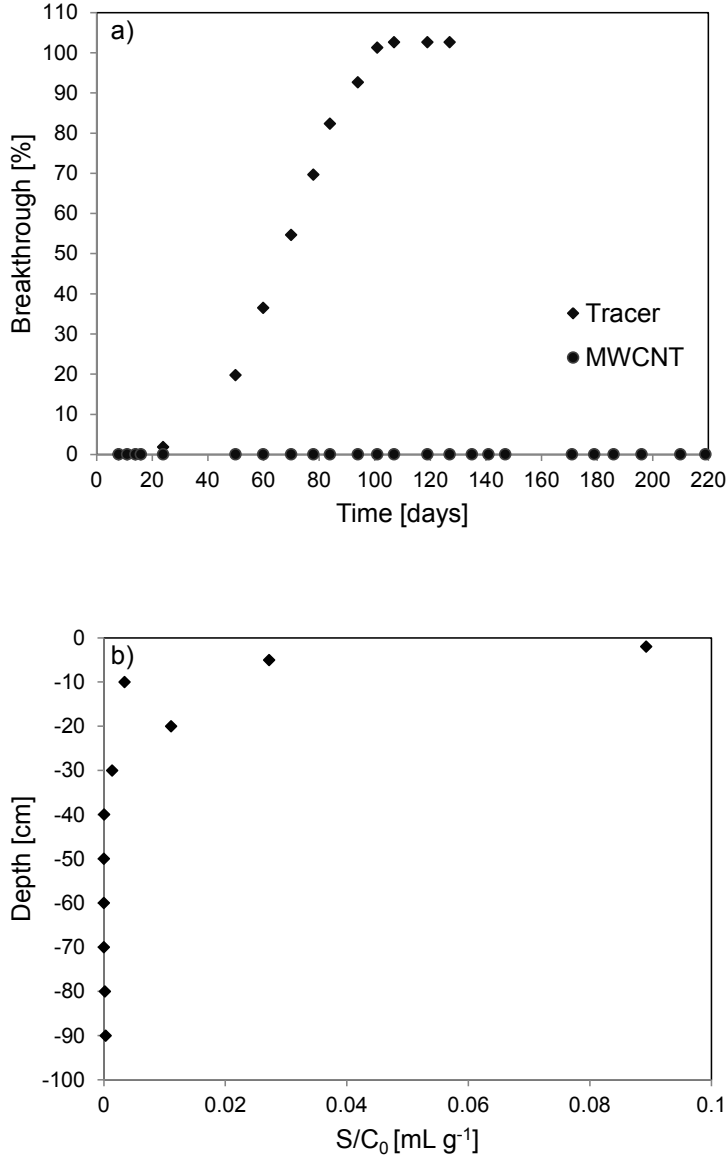 a)
110
100
90
80
70
60
50
40
30
20
10
0
Breakthrough [%]
Tracer
MWCNT
0 20 40 60 80 100 120 140 160 180 200 220
Time [days]
b)
0
-10
-20
-30
-40
-50
-60
-70
-80
-90
-100
Depth [cm]
0 0.02 0.04 0.06 0.08 0.1
S/C₀ [mL g⁻¹]